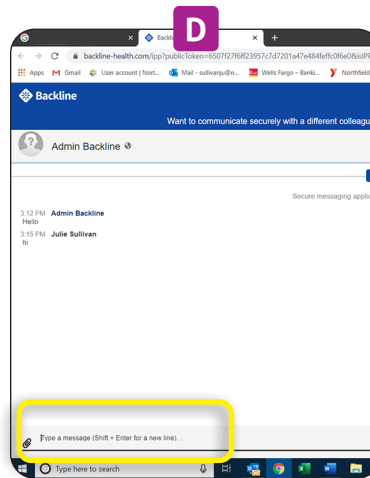 D
Backli
backline-health.com/ipp?publicToken=6507f27f6ff23957c7d7201a47e484feffc0f6e0&isIPF
Apps Gmail User account | Nort... Mail - sullivanju@n... Wells Fargo – Banki... Northfield
Backline
Want to communicate securely with a different colleagu
Admin Backline
Secure messaging applic
3:12 PM Admin Backline
Hello
3:15 PM Julie Sullivan
hi
Type a message (Shift + Enter for a new line)...
Type here to search